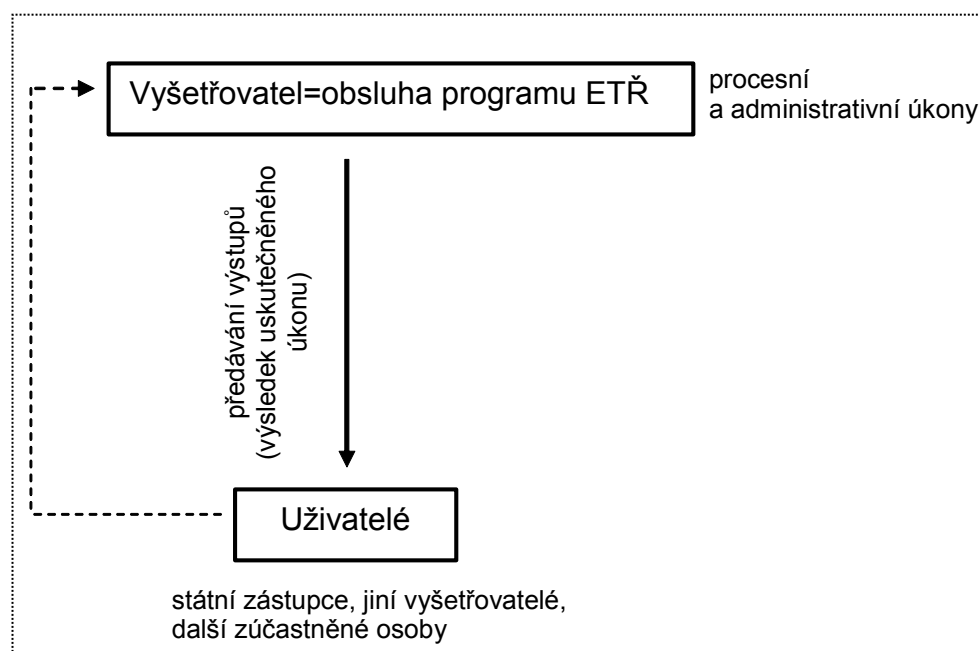 Vyšetřovatel=obsluha programu ETŘ
procesní
a administrativní úkony
předávání výstupů
(výsledek uskutečněného
úkonu)
Uživatelé
státní zástupce, jiní vyšetřovatelé,
další zúčastněné osoby